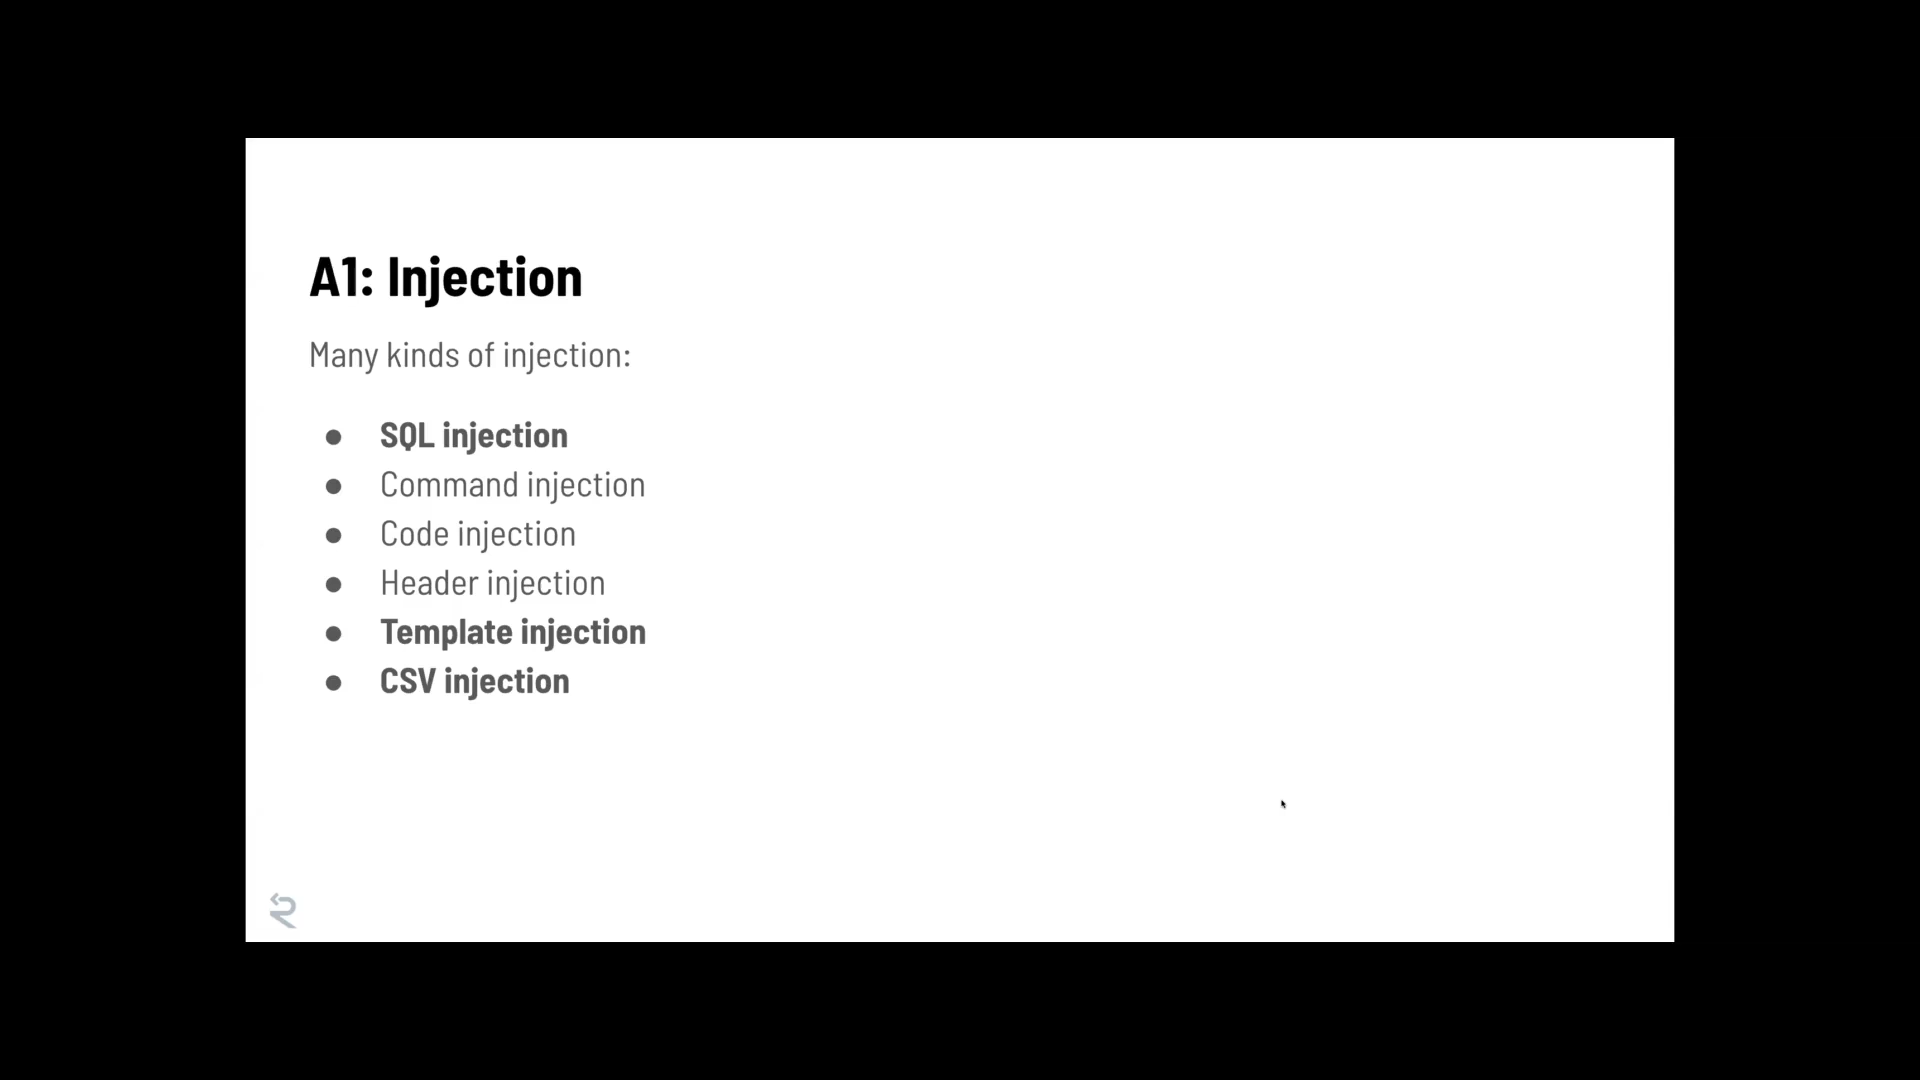 A1: Injection
Many kinds of injection:
● SQL injection
● Command injection
● Code injection
● Header injection
● Template injection
● CSV injection